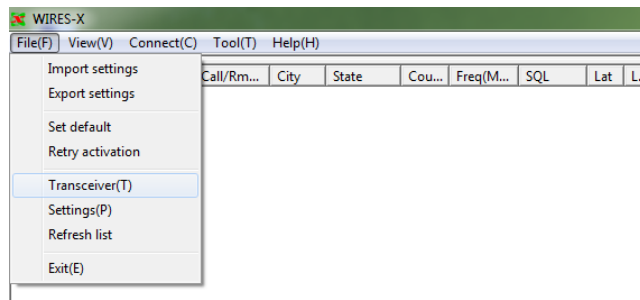 WIRES-X
File(F) View(V) Connect(C) Tool(T) Help(H)
Call/Rm... City State Cou... Freq(M... SQL Lat L.
Import settings
Export settings
Set default
Retry activation
Transceiver(T)
Settings(P)
Refresh list
Exit(E)